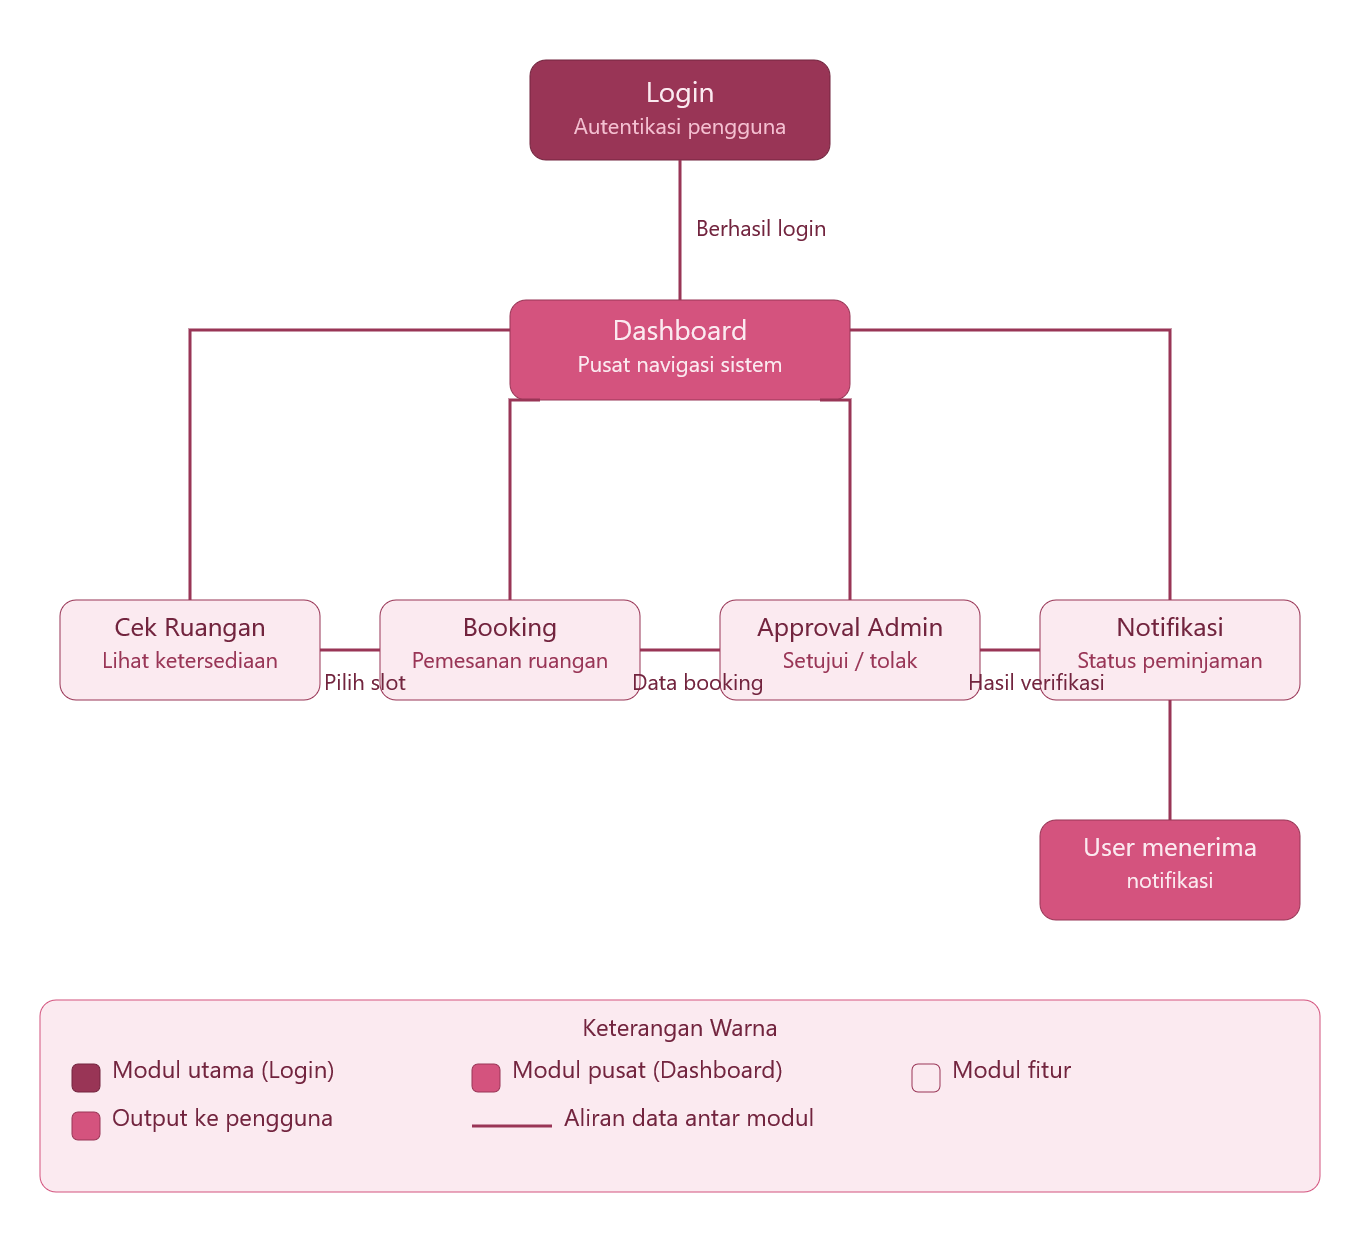 Login
Autentikasi pengguna
Berhasil login
Dashboard
Pusat navigasi sistem
Cek Ruangan
Lihat ketersediaan
Pilih slot
Booking
Pemesanan ruangan
Data booking
Approval Admin
Setujui / tolak
Hasil verifikasi
Notifikasi
Status peminjaman
User menerima
notifikasi
Keterangan Warna
Modul utama (Login)
Modul pusat (Dashboard)
Modul fitur
Output ke pengguna
Aliran data antar modul